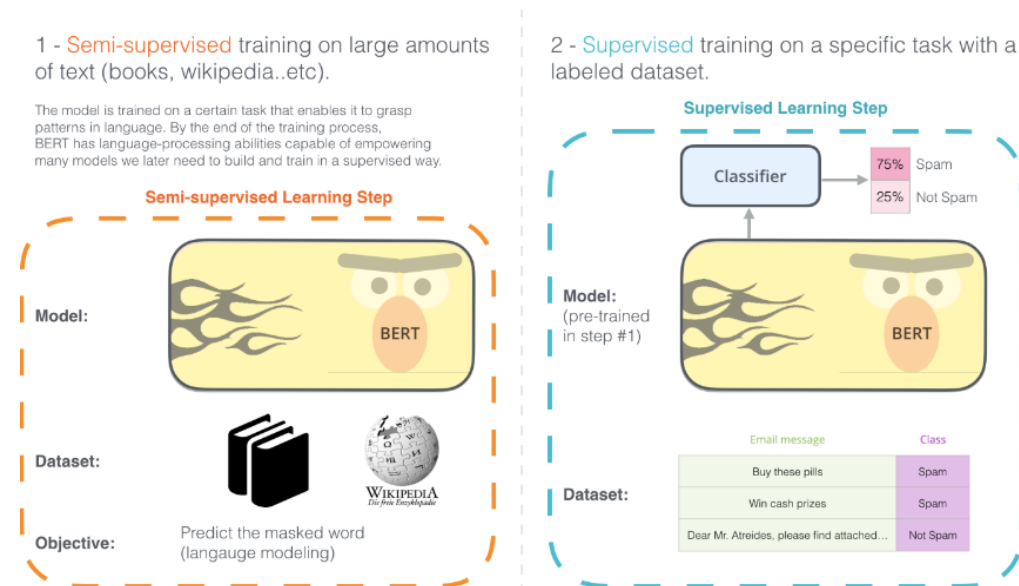 1 - Semi-supervised training on large amounts
of text (books, wikipedia..etc).
The model is trained on a certain task that enables it to grasp
patterns in language. By the end of the training process,
BERT has language-processing abilities capable of empowering
many models we later need to build and train in a supervised way.
Semi-supervised Learning Step
Model:
BERT
Dataset:
WIKIPEDIA
Die freie Enzyklopädie
Objective:
Predict the masked word
(langauge modeling)
2 - Supervised training on a specific task with a
labeled dataset.
Supervised Learning Step
Classifier
75% Spam
25% Not Spam
Model:
(pre-trained
in step #1)
BERT
Dataset:
Email message Class
Buy these pills Spam
Win cash prizes Spam
Dear Mr. Atreides, please find attached... Not Spam